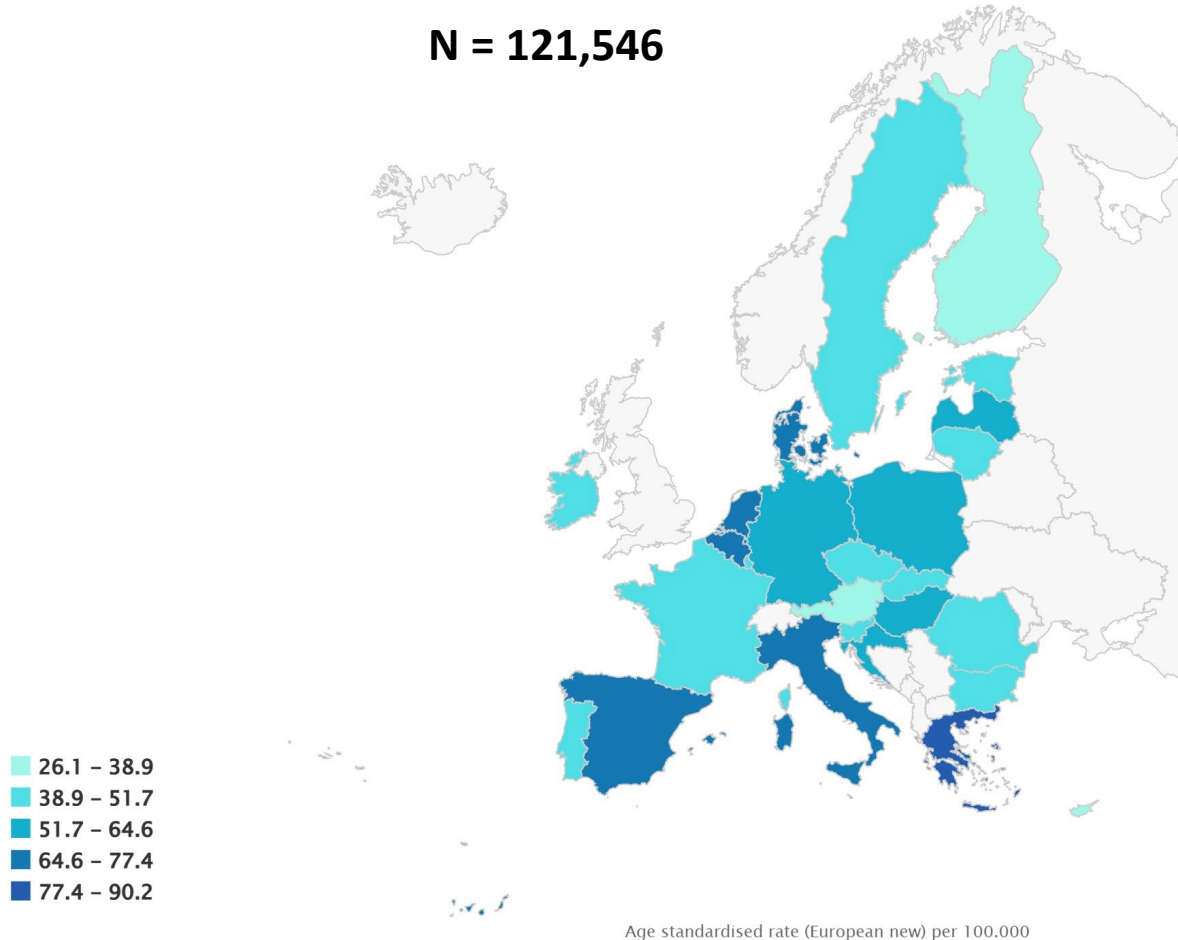 N = 121,546
26.1 – 38.9
38.9 – 51.7
51.7 – 64.6
64.6 – 77.4
77.4 – 90.2
Age standardised rate (European new) per 100.000